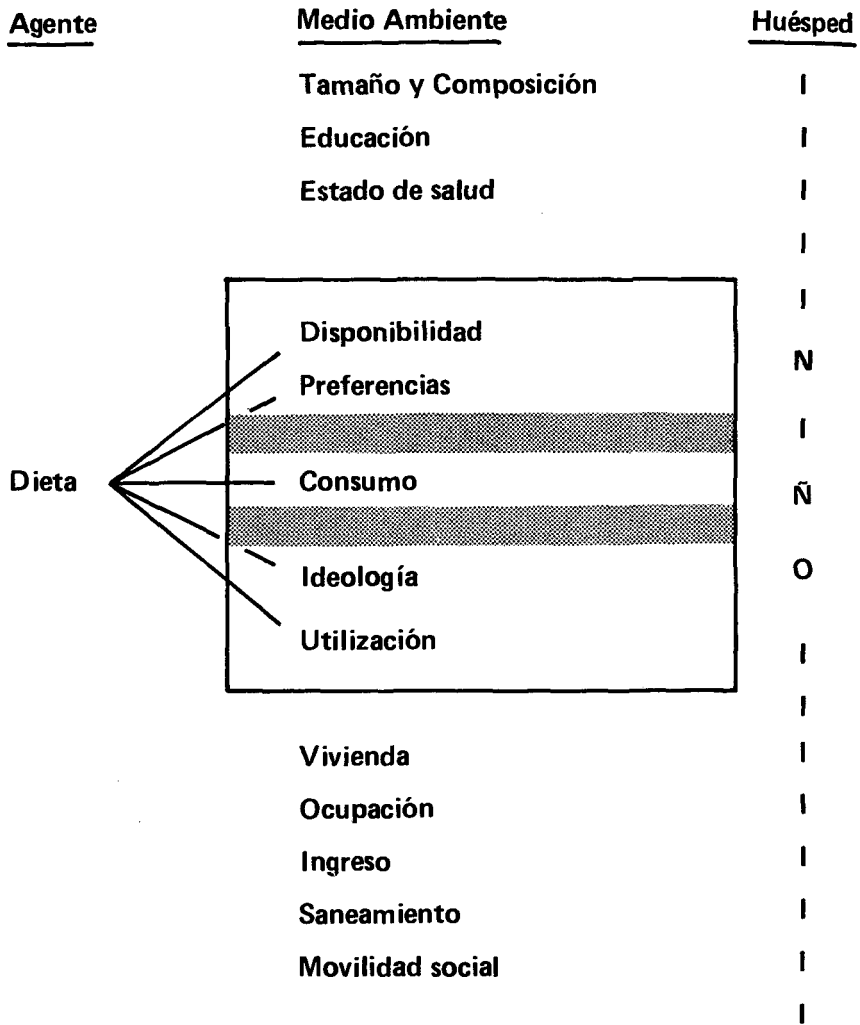 Agente Medio Ambiente Huésped
Tamaño y Composición
Educación
Estado de salud
Disponibilidad
Preferencias
Dieta Consumo
Ideología
Utilización
Vivienda
Ocupación
Ingreso
Saneamiento
Movilidad social
N
I
Ñ
O